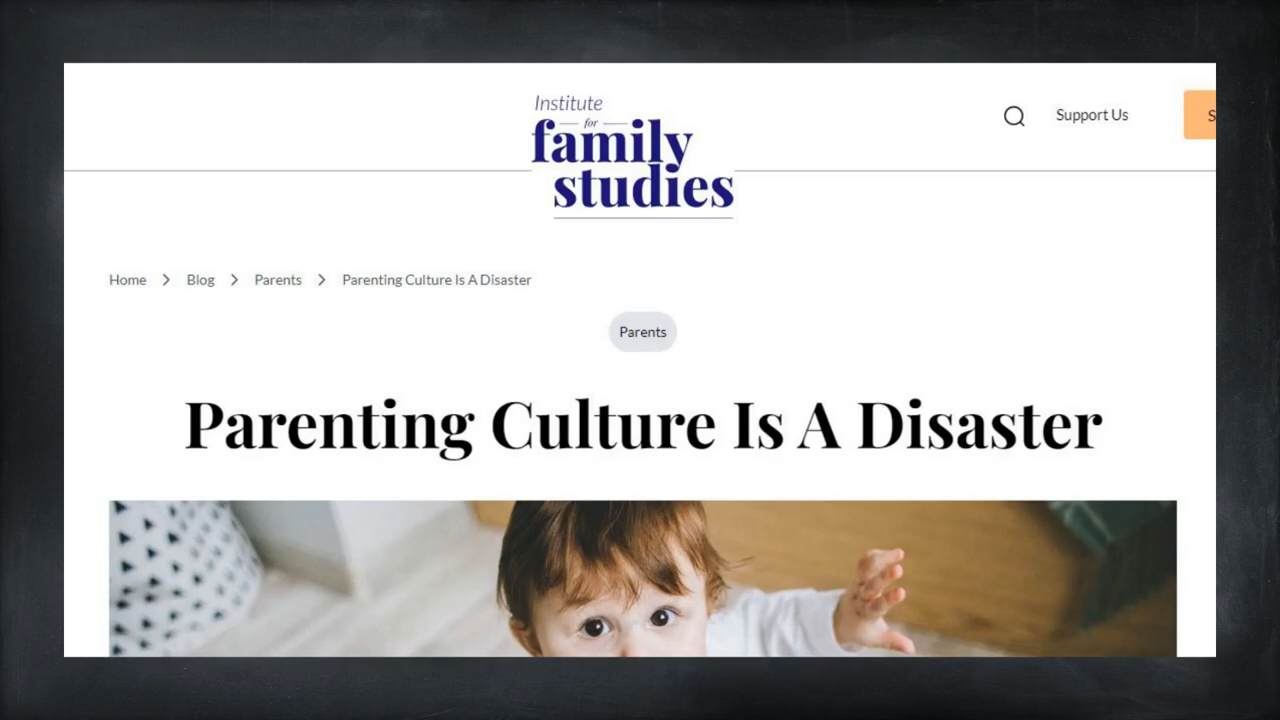 Institute
for
family
studies
Support Us
S
Home > Blog > Parents > Parenting Culture Is A Disaster
Parents
Parenting Culture Is A Disaster